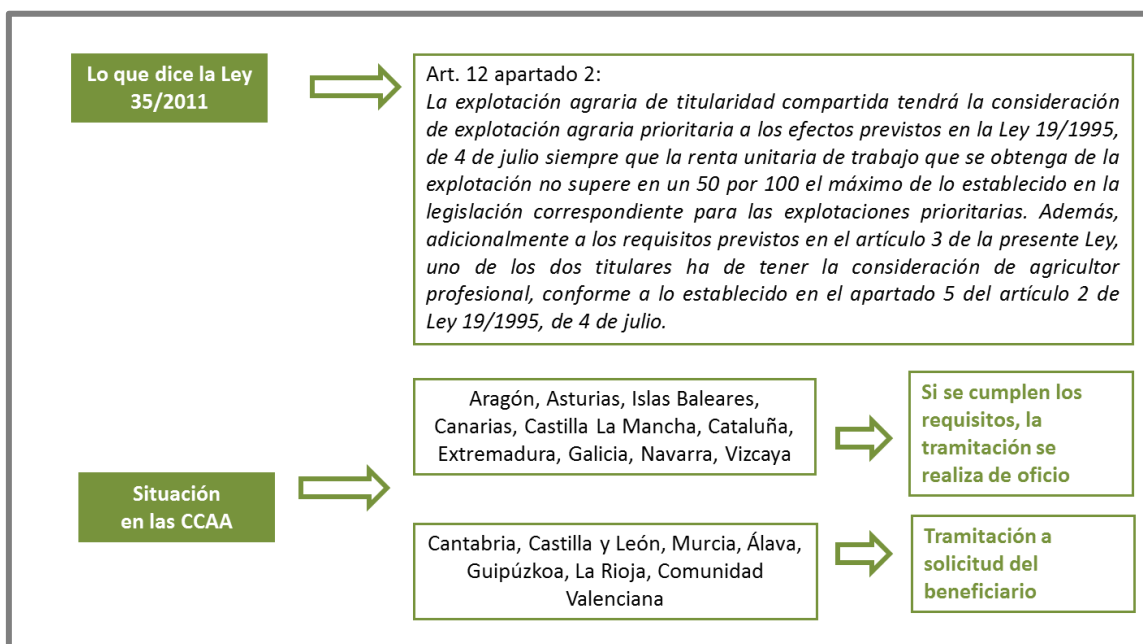 Lo que dice la Ley
35/2011
Art. 12 apartado 2:
La explotación agraria de titularidad compartida tendrá la consideración
de explotación agraria prioritaria a los efectos previstos en la Ley 19/1995,
de 4 de julio siempre que la renta unitaria de trabajo que se obtenga de la
explotación no supere en un 50 por 100 el máximo de lo establecido en la
legislación correspondiente para las explotaciones prioritarias. Además,
adicionalmente a los requisitos previstos en el artículo 3 de la presente Ley,
uno de los dos titulares ha de tener la consideración de agricultor
profesional, conforme a lo establecido en el apartado 5 del artículo 2 de
Ley 19/1995, de 4 de julio.
Situación
en las CCAA
Aragón, Asturias, Islas Baleares,
Canarias, Castilla La Mancha, Cataluña,
Extremadura, Galicia, Navarra, Vizcaya
Si se cumplen los
requisitos, la
tramitación se
realiza de oficio
Cantabria, Castilla y León, Murcia, Álava,
Guipúzkoa, La Rioja, Comunidad
Valenciana
Tramitación a
solicitud del
beneficiario